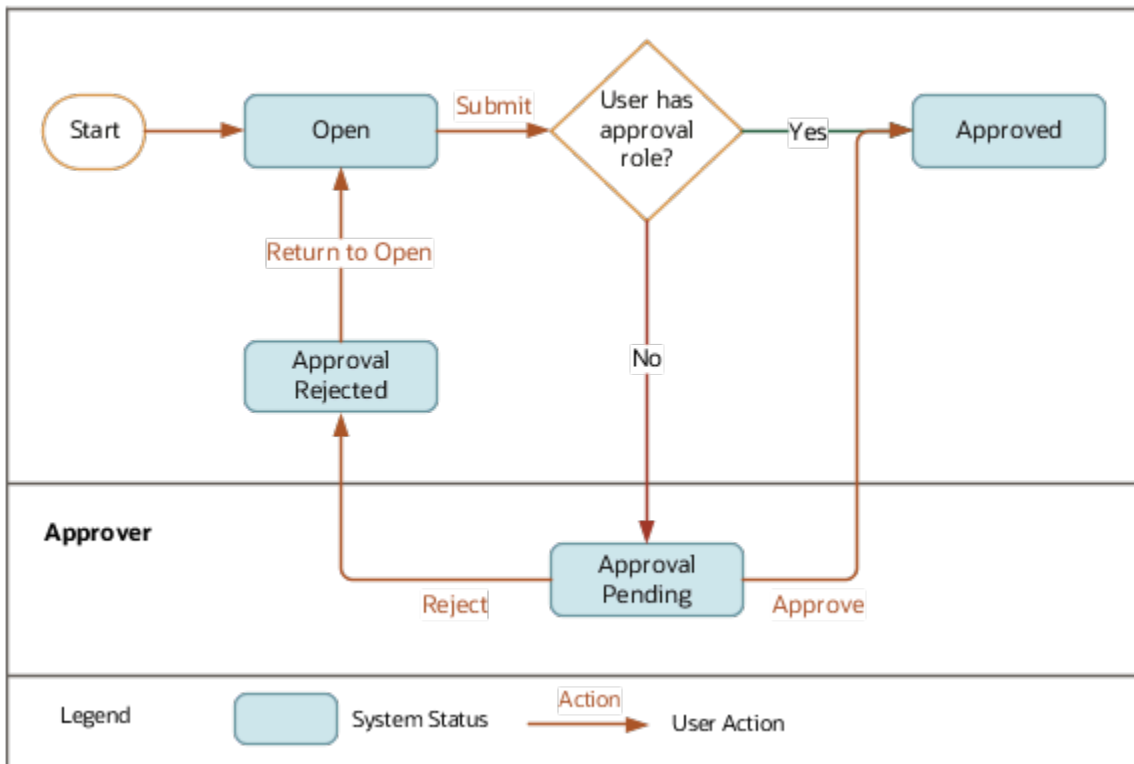 Start
Open
Submit
User has
approval
role?
Yes
Approved
Return to Open
No
Approval
Rejected
Approver
Approval
Pending
Reject
Approve
Legend
System Status
Action
User Action